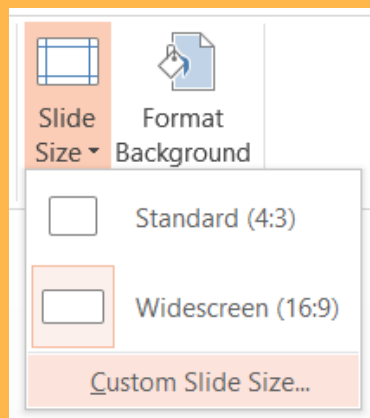 Slide Size
Format Background
Standard (4:3)
Widescreen (16:9)
Custom Slide Size...